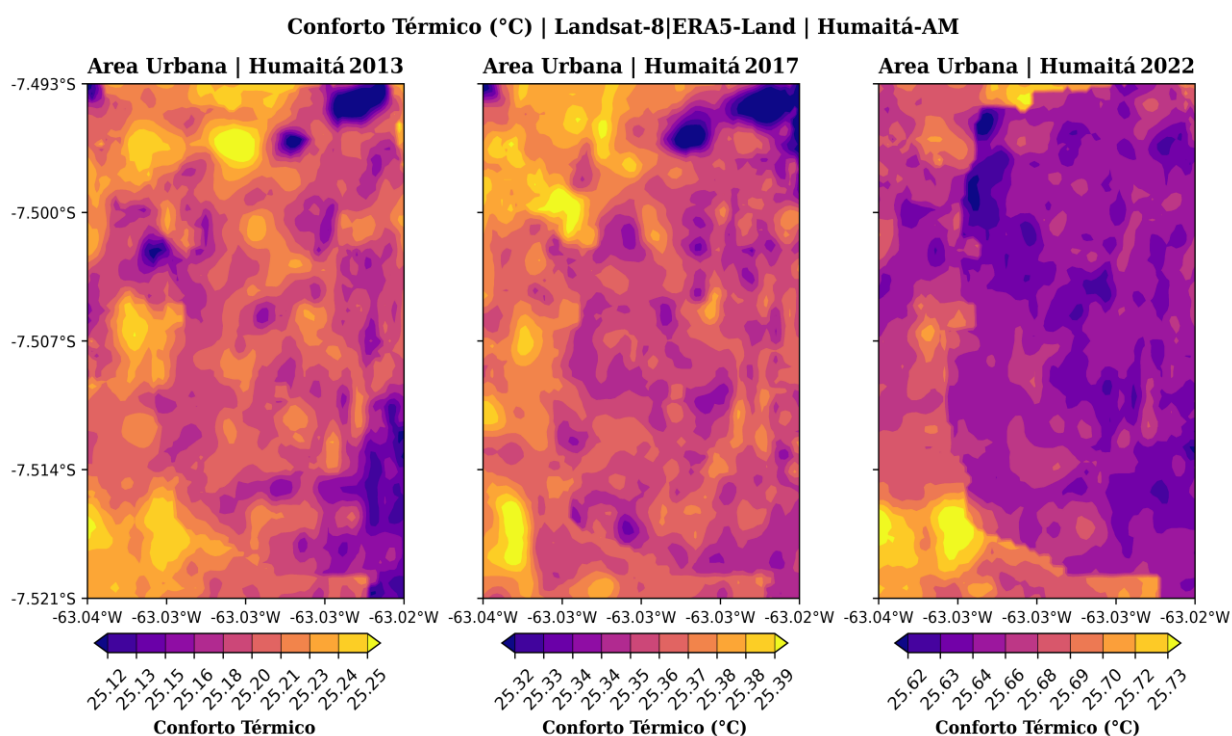 Conforto Térmico (°C) | Landsat-8|ERA5-Land | Humaitá-AM
Area Urbana | Humaitá 2013
Area Urbana | Humaitá 2017
Area Urbana | Humaitá 2022
-7.493°S
-7.500°S
-7.507°S
-7.514°S
-7.521°S
-63.04 -63.03 -63.03 -63.02°W
-63.04 -63.03 -63.03 -63.02°W
-63.04 -63.03 -63.03 -63.02°W
25.12 25.13 25.15 25.16 25.18 25.20 25.21 25.23 25.24 25.25
25.32 25.33 25.34 25.34 25.35 25.36 25.37 25.38 25.38 25.39
25.62 25.63 25.64 25.66 25.68 25.69 25.70 25.72 25.73
Conforto Térmico
Conforto Térmico (°C)
Conforto Térmico (°C)